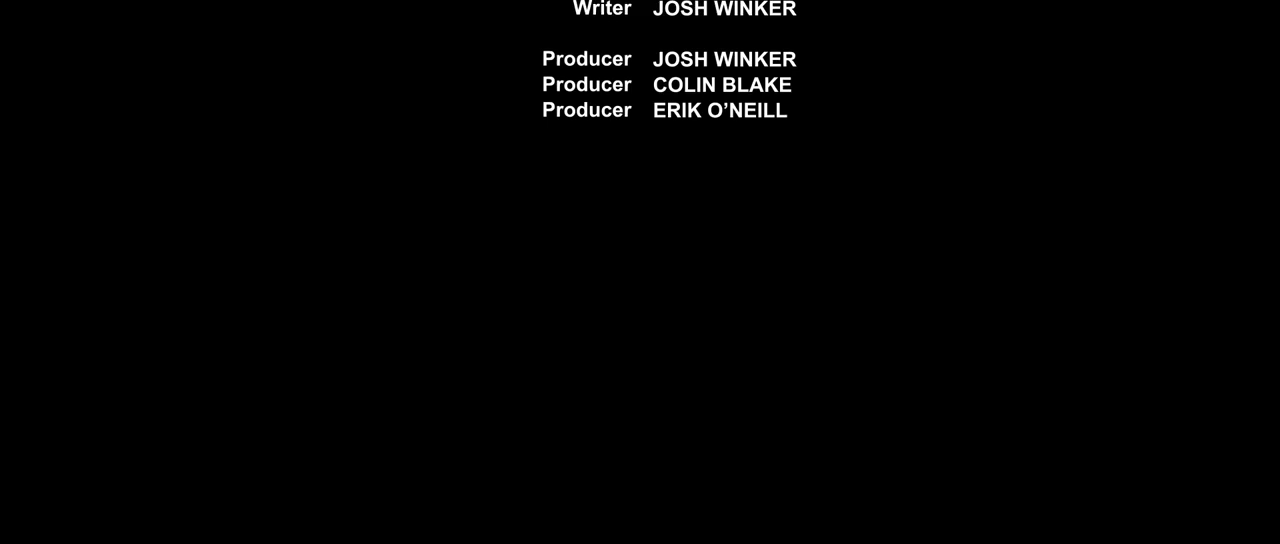 Writer JOSH WINKER
Producer JOSH WINKER
Producer COLIN BLAKE
Producer ERIK O’NEILL